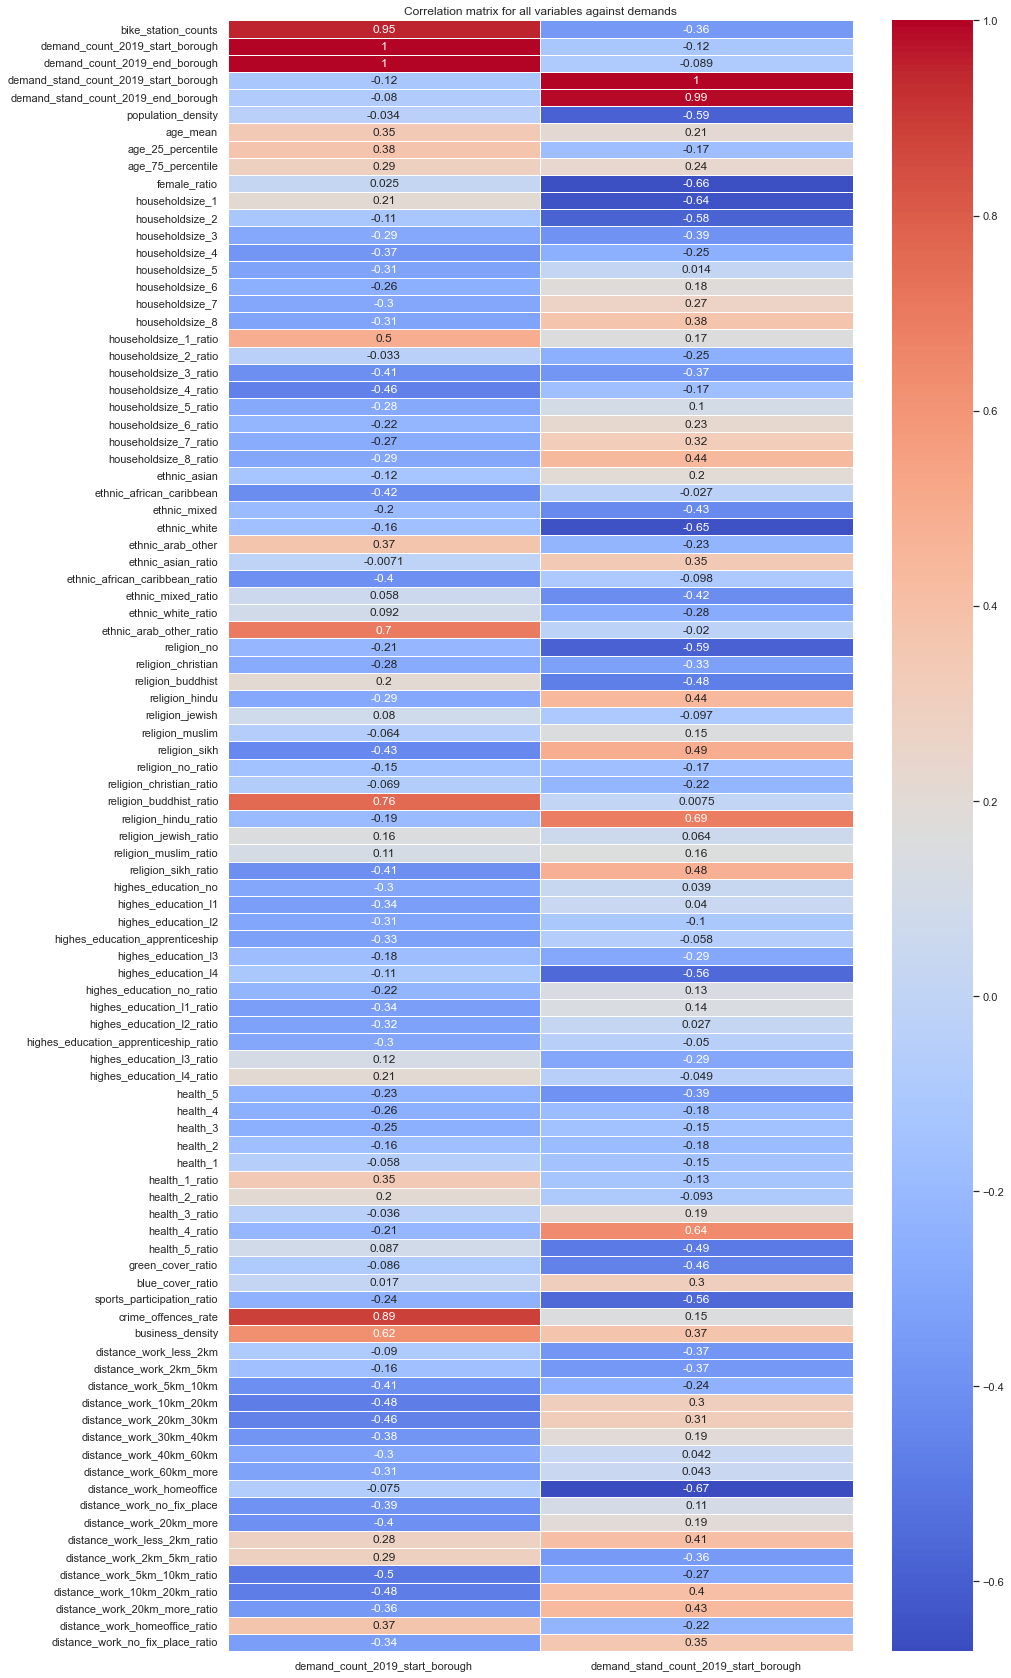 Correlation matrix for all variables against demands
bike_station_counts 0.95 -0.36
demand_count_2019_start_borough 1 -0.12
demand_count_2019_end_borough 1 -0.089
demand_stand_count_2019_start_borough -0.12 1
demand_stand_count_2019_end_borough -0.08 0.99
population_density -0.034 -0.59
age_mean 0.35 0.21
age_25_percentile 0.38 -0.17
age_75_percentile 0.29 0.24
female_ratio 0.025 -0.66
householdsize_1 0.21 -0.64
householdsize_2 -0.11 -0.58
householdsize_3 -0.29 -0.39
householdsize_4 -0.37 -0.25
householdsize_5 -0.31 0.014
householdsize_6 -0.26 0.18
householdsize_7 -0.3 0.27
householdsize_8 -0.31 0.38
householdsize_1_ratio 0.5 0.17
householdsize_2_ratio -0.033 -0.25
householdsize_3_ratio -0.41 -0.37
householdsize_4_ratio -0.46 -0.17
householdsize_5_ratio -0.28 0.1
householdsize_6_ratio -0.22 0.23
householdsize_7_ratio -0.27 0.32
householdsize_8_ratio -0.29 0.44
ethnic_asian -0.12 0.2
ethnic_african_caribbean -0.42 -0.027
ethnic_mixed -0.2 -0.43
ethnic_white -0.16 -0.65
ethnic_arab_other 0.37 -0.23
ethnic_asian_ratio -0.0071 0.35
ethnic_african_caribbean_ratio -0.4 -0.098
ethnic_mixed_ratio 0.058 -0.42
ethnic_white_ratio 0.092 -0.28
ethnic_arab_other_ratio 0.7 -0.02
religion_no -0.21 -0.59
religion_christian -0.28 -0.33
religion_buddhist 0.2 -0.48
religion_hindu -0.29 0.44
religion_jewish 0.08 -0.097
religion_muslim -0.064 0.15
religion_sikh -0.43 0.49
religion_no_ratio -0.15 -0.17
religion_christian_ratio -0.069 -0.22
religion_buddhist_ratio 0.76 0.0075
religion_hindu_ratio -0.19 0.69
religion_jewish_ratio 0.16 0.064
religion_muslim_ratio 0.11 0.16
religion_sikh_ratio -0.41 0.48
highes_education_no -0.3 0.039
highes_education_l1 -0.34 0.04
highes_education_l2 -0.31 -0.1
highes_education_apprenticeship -0.33 -0.058
highes_education_l3 -0.18 -0.29
highes_education_l4 -0.11 -0.56
highes_education_no_ratio -0.22 0.13
highes_education_l1_ratio -0.34 0.14
highes_education_l2_ratio -0.32 0.027
highes_education_apprenticeship_ratio -0.3 -0.05
highes_education_l3_ratio 0.12 -0.29
highes_education_l4_ratio 0.21 -0.049
health_5 -0.23 -0.39
health_4 -0.26 -0.18
health_3 -0.25 -0.15
health_2 -0.16 -0.18
health_1 -0.058 -0.15
health_1_ratio 0.35 -0.13
health_2_ratio 0.2 -0.093
health_3_ratio -0.036 0.19
health_4_ratio -0.21 0.64
health_5_ratio 0.087 -0.49
green_cover_ratio -0.086 -0.46
blue_cover_ratio 0.017 0.3
sports_participation_ratio -0.24 -0.56
crime_offences_rate 0.89 0.15
business_density 0.62 0.37
distance_work_less_2km -0.09 -0.37
distance_work_2km_5km -0.16 -0.37
distance_work_5km_10km -0.41 -0.24
distance_work_10km_20km -0.48 0.3
distance_work_20km_30km -0.46 0.31
distance_work_30km_40km -0.38 0.19
distance_work_40km_60km -0.3 0.042
distance_work_60km_more -0.31 0.043
distance_work_homeoffice -0.075 -0.67
distance_work_no_fix_place -0.39 0.11
distance_work_20km_more -0.4 0.19
distance_work_less_2km_ratio 0.28 0.41
distance_work_2km_5km_ratio 0.29 -0.36
distance_work_5km_10km_ratio -0.5 -0.27
distance_work_10km_20km_ratio -0.48 0.4
distance_work_20km_more_ratio -0.36 0.43
distance_work_homeoffice_ratio 0.37 -0.22
distance_work_no_fix_place_ratio -0.34 0.35
demand_count_2019_start_borough demand_stand_count_2019_start_borough
1.0
0.8
0.6
0.4
0.2
0.0
−0.2
−0.4
−0.6